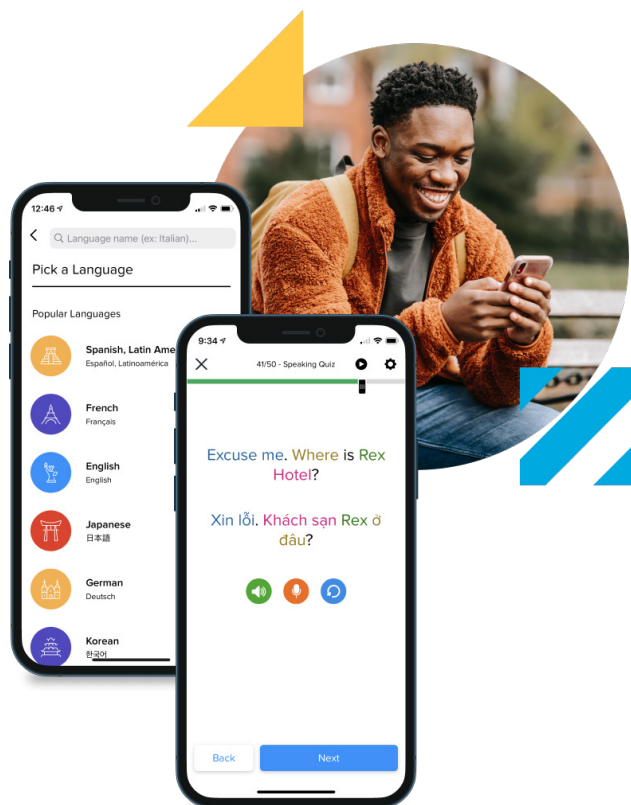 12:46
Language name (ex: Italian)...
Pick a Language
Popular Languages
Spanish, Latin Ame
Español, Latinoamérica
French
Français
English
English
Japanese
日本語
German
Deutsch
Korean
한국어
9:34
41/50 - Speaking Quiz
Excuse me. Where is Rex
Hotel?
Xin lỗi. Khách sạn Rex ở
đâu?
Back
Next